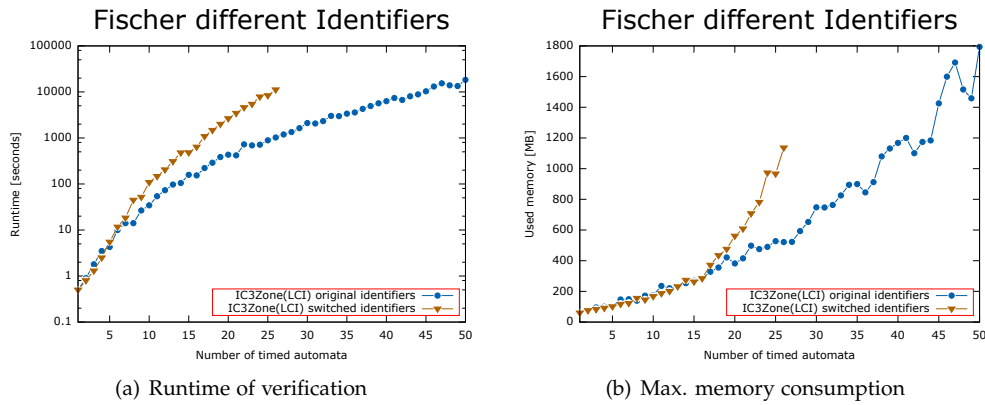 Fischer different Identifiers
100000
10000
1000
100
10
1
0.1
Runtime [seconds]
5 10 15 20 25 30 35 40 45 50
Number of timed automata
IC3Zone(LCI) original identifiers
IC3Zone(LCI) switched identifiers
(a) Runtime of verification
Fischer different Identifiers
1800
1600
1400
1200
1000
800
600
400
200
0
Used memory [MB]
5 10 15 20 25 30 35 40 45 50
Number of timed automata
IC3Zone(LCI) original identifiers
IC3Zone(LCI) switched identifiers
(b) Max. memory consumption